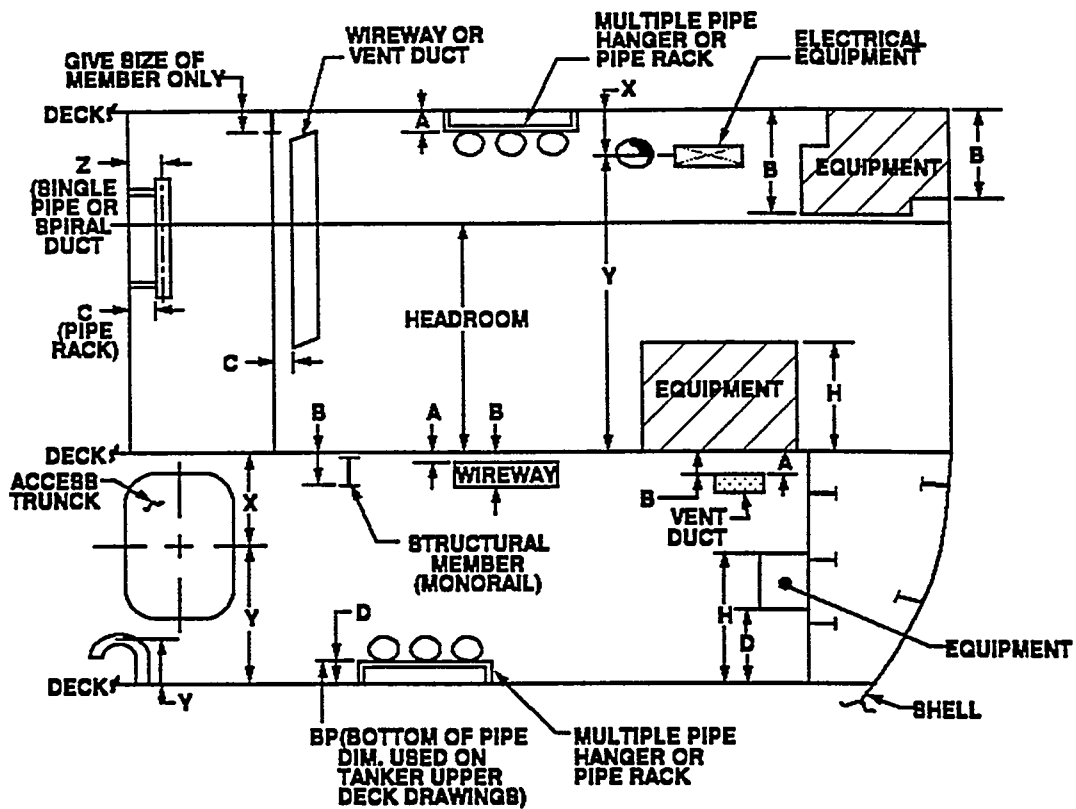 MULTIPLE PIPE
HANGER OR
PIPE RACK
WIREWAY OR
VENT DUCT
ELECTRICAL
EQUIPMENT
GIVE SIZE OF
MEMBER ONLY
X
DECK
A
Z
(SINGLE
PIPE OR
SPIRAL
DUCT
B
EQUIPMENT
B
Y
C
(PIPE
RACK)
HEADROOM
C
EQUIPMENT
H
B
A
B
DECK
WIREWAY
A
ACCESS
TRUNCK
X
B
VENT
DUCT
STRUCTURAL
MEMBER
(MONORAIL)
Y
D
H
D
EQUIPMENT
DECK
Y
SHELL
BP(BOTTOM OF PIPE
DIM. USED ON
TANKER UPPER
DECK DRAWINGS)
MULTIPLE PIPE
HANGER OR
PIPE RACK